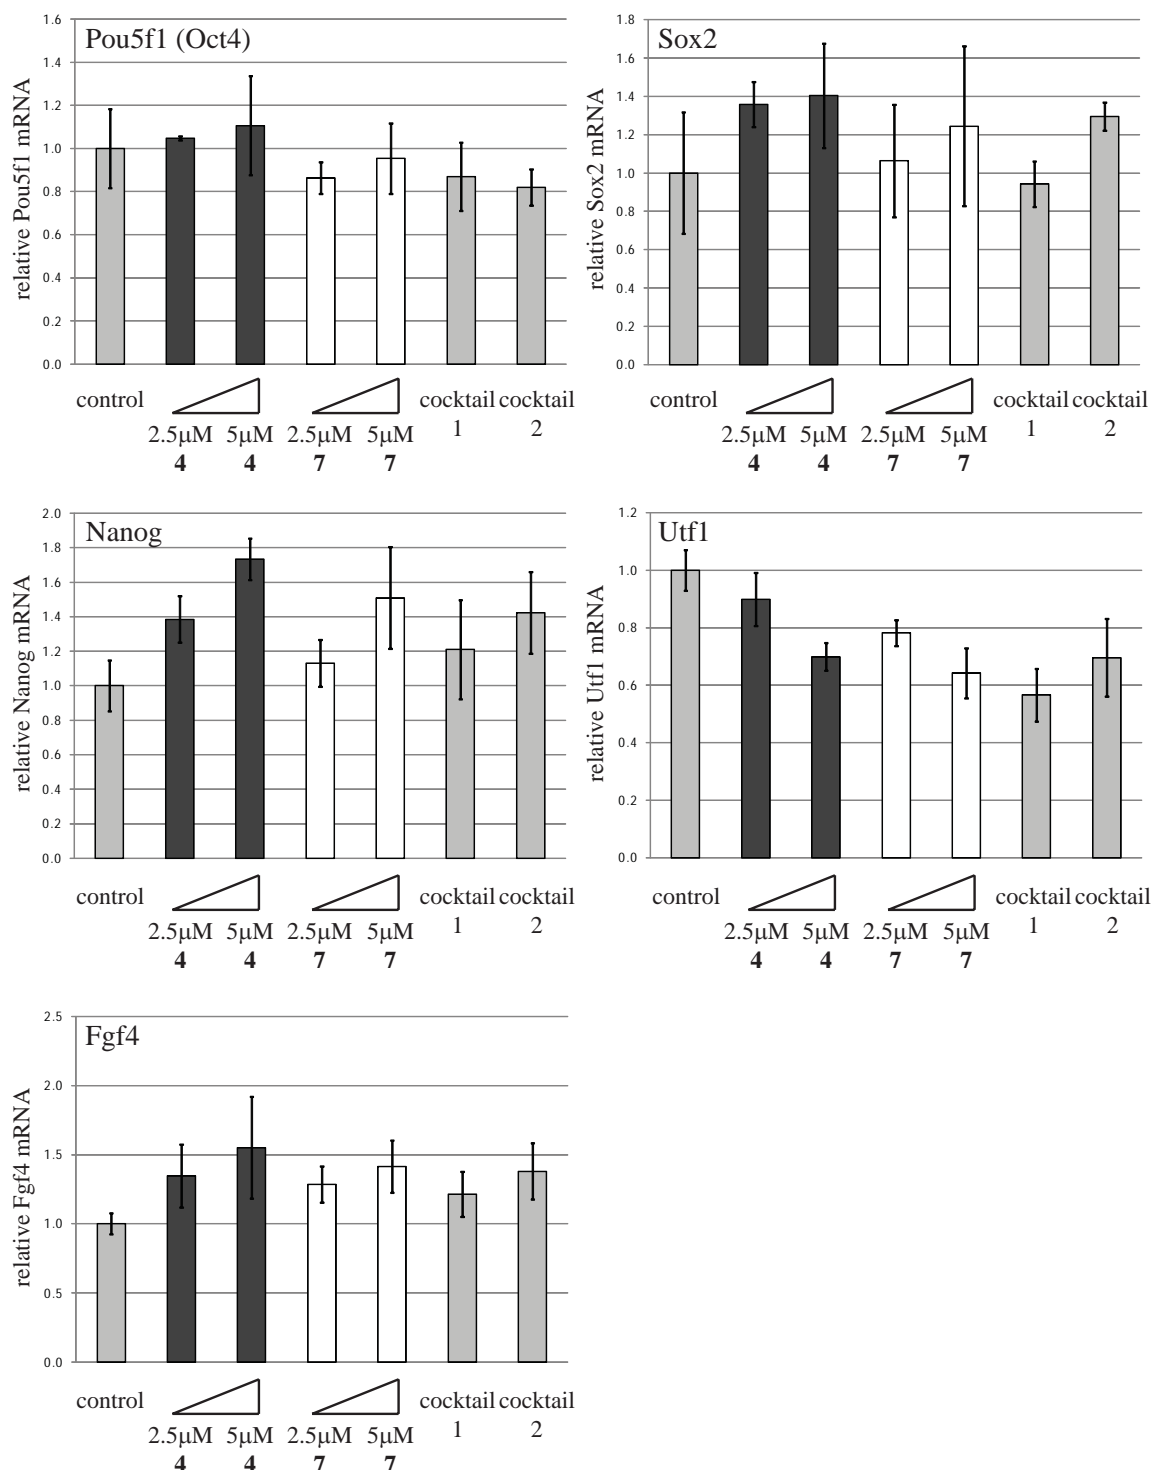 Pou5f1 (Oct4)
relative Pou5f1 mRNA
1.6
1.4
1.2
1.0
0.8
0.6
0.4
0.2
0.0
control
cocktail cocktail
2.5μM 5μM 2.5μM 5μM 1 2
4 4 7 7
Sox2
relative Sox2 mRNA
1.8
1.6
1.4
1.2
1.0
0.8
0.6
0.4
0.2
0.0
control
cocktail cocktail
2.5μM 5μM 2.5μM 5μM 1 2
4 4 7 7
Nanog
relative Nanog mRNA
2.0
1.8
1.6
1.4
1.2
1.0
0.8
0.6
0.4
0.2
0.0
control
cocktail cocktail
2.5μM 5μM 2.5μM 5μM 1 2
4 4 7 7
Utf1
relative Utf1 mRNA
1.2
1.0
0.8
0.6
0.4
0.2
0.0
control
cocktail cocktail
2.5μM 5μM 2.5μM 5μM 1 2
4 4 7 7
Fgf4
relative Fgf4 mRNA
2.5
2.0
1.5
1.0
0.5
0.0
control
cocktail cocktail
2.5μM 5μM 2.5μM 5μM 1 2
4 4 7 7